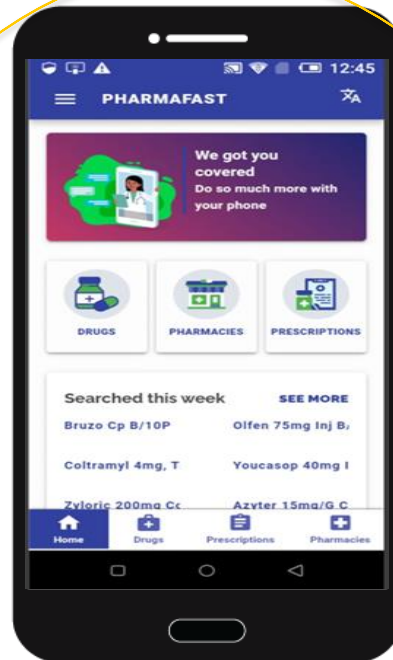 12:45
PHARMAFAST
We got you
covered
Do so much more with
your phone
DRUGS
PHARMACIES
PRESCRIPTIONS
Searched this week
SEE MORE
Bruzo Cp B/10P
Olfen 75mg Inj B/
Coltramyl 4mg, T
Youcasop 40mg I
Zyloric 200mg Cc
Azyter 15mg/G C
Home
Drugs
Prescriptions
Pharmacies